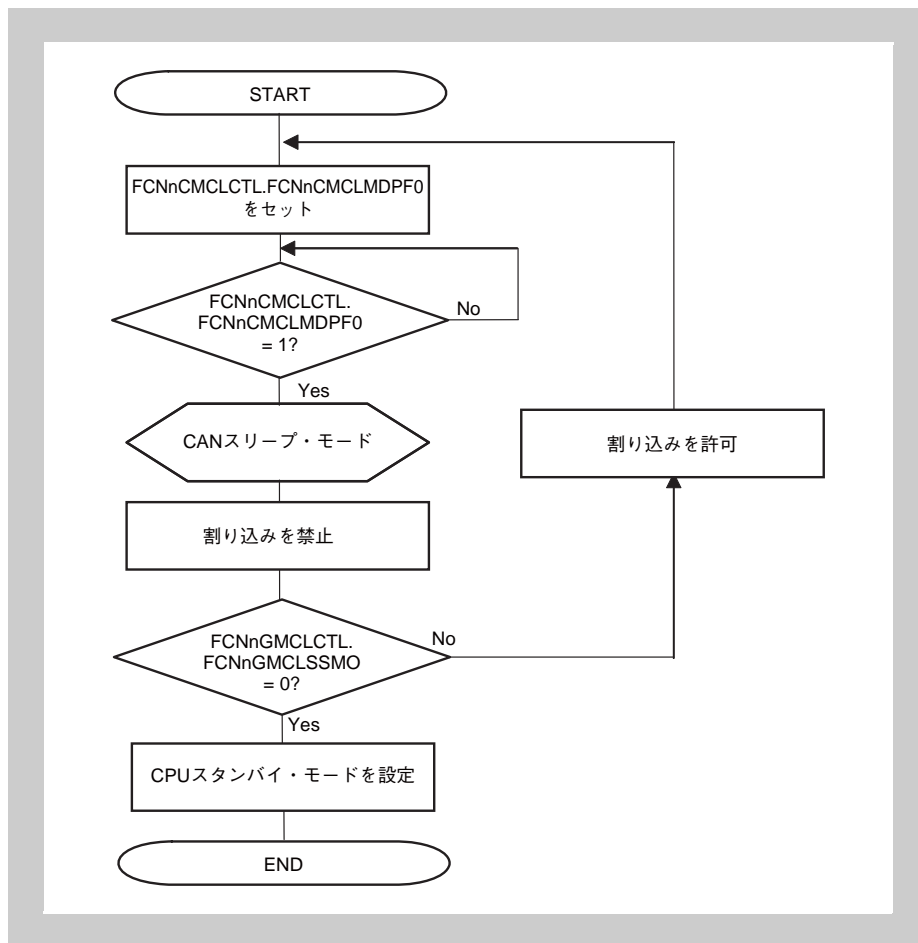 START
FCNnCMCLCTL.FCNnCMCLMDPF0
をセット
FCNnCMCLCTL.
FCNnCMCLMDPF0
= 1?
No
Yes
CANスリープ・モード
割り込みを許可
割り込みを禁止
FCNnGMCLCTL.
FCNnGMCLSSMO
= 0?
No
Yes
CPUスタンバイ・モードを設定
END